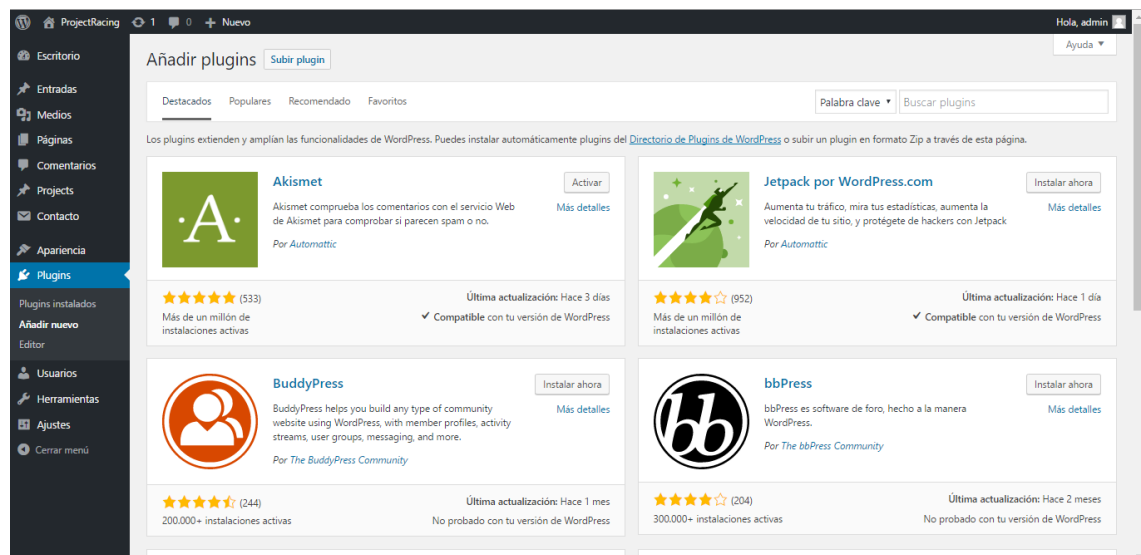 ProjectRacing 1 0 + Nuevo Hola, admin
Ayuda ▼
Escritorio
Entradas
Medios
Páginas
Comentarios
Projects
Contacto
Apariencia
Plugins
Plugins instalados
Añadir nuevo
Editor
Usuarios
Herramientas
Ajustes
Cerrar menú
Añadir plugins Subir plugin
Destacados Populares Recomendado Favoritos Palabra clave ▼ Buscar plugins
Los plugins extienden y amplían las funcionalidades de WordPress. Puedes instalar automáticamente plugins del Directorio de Plugins de WordPress o subir un plugin en formato Zip a través de esta página.
·A·
Akismet
Activar
Akismet comprueba los comentarios con el servicio Web
de Akismet para comprobar si parecen spam o no.
Más detalles
Por Automattic
(533)
Más de un millón de
instalaciones activas
Última actualización: Hace 3 días
✓ Compatible con tu versión de WordPress
Jetpack por WordPress.com
Instalar ahora
Aumenta tu tráfico, mira tus estadísticas, aumenta la
velocidad de tu sitio, y protégete de hackers con Jetpack
Más detalles
Por Automattic
(952)
Más de un millón de
instalaciones activas
Última actualización: Hace 1 día
✓ Compatible con tu versión de WordPress
BuddyPress
Instalar ahora
BuddyPress helps you build any type of community
website using WordPress, with member profiles, activity
streams, user groups, messaging, and more.
Más detalles
Por The BuddyPress Community
(244)
200.000+ instalaciones activas
Última actualización: Hace 1 mes
No probado con tu versión de WordPress
bb
bbPress
Instalar ahora
bbPress es software de foro, hecho a la manera
WordPress.
Más detalles
Por The bbPress Community
(204)
300.000+ instalaciones activas
Última actualización: Hace 2 meses
No probado con tu versión de WordPress